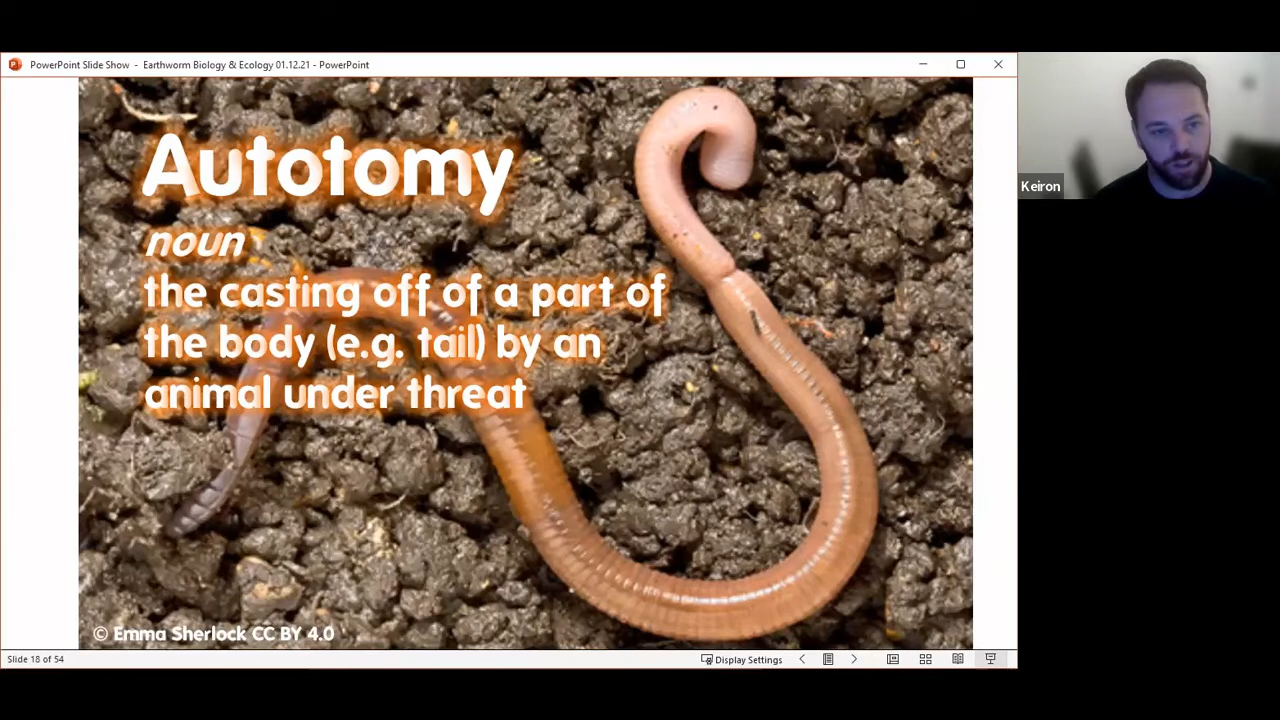 PowerPoint Slide Show - Earthworm Biology & Ecology 01.12.21 - PowerPoint
Autotomy
noun
the casting off of a part of
the body (e.g. tail) by an
animal under threat
© Emma Sherlock CC BY 4.0
Keiron
Slide 18 of 54
Display Settings